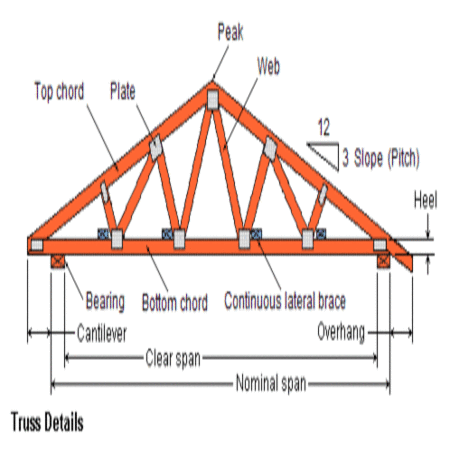 Peak
Web
Top chord
Plate
12
3 Slope (Pitch)
Heel
Bearing
Bottom chord
Continuous lateral brace
Cantilever
Overhang
Clear span
Nominal span
Truss Details